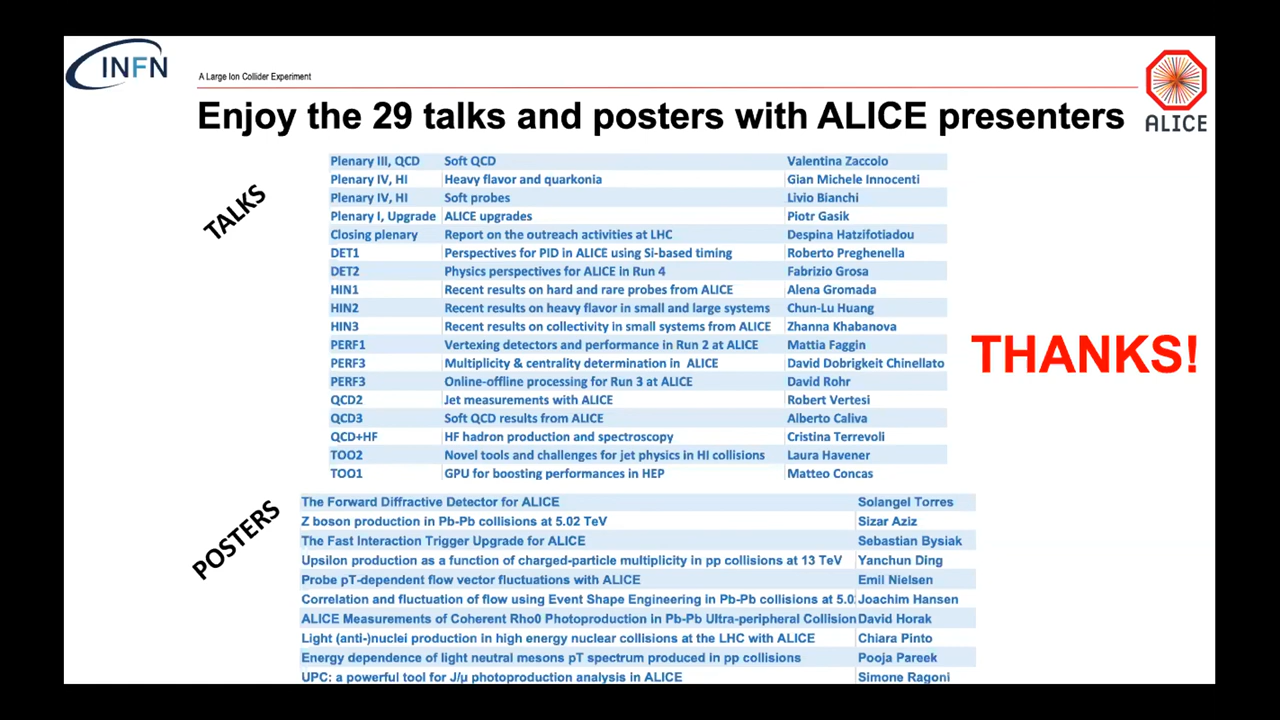 INFN
A Large Ion Collider Experiment
ALICE
Enjoy the 29 talks and posters with ALICE presenters
TALKS
Plenary III, QCD Soft QCD Valentina Zaccolo
Plenary IV, HI Heavy flavor and quarkonia Gian Michele Innocenti
Plenary IV, HI Soft probes Livio Bianchi
Plenary I, Upgrade ALICE upgrades Piotr Gasik
Closing plenary Report on the outreach activities at LHC Despina Hatzifotiadou
DET1 Perspectives for PID in ALICE using Si-based timing Roberto Preghenella
DET2 Physics perspectives for ALICE in Run 4 Fabrizio Grosa
HIN1 Recent results on hard and rare probes from ALICE Alena Gromada
HIN2 Recent results on heavy flavor in small and large systems Chun-Lu Huang
HIN3 Recent results on collectivity in small systems from ALICE Zhanna Khabanova
PERF1 Vertexing detectors and performance in Run 2 at ALICE Mattia Faggin
PERF3 Multiplicity & centrality determination in ALICE David Dobrigkeit Chinellato
PERF3 Online-offline processing for Run 3 at ALICE David Rohr
QCD2 Jet measurements with ALICE Robert Vertesi
QCD3 Soft QCD results from ALICE Alberto Caliva
QCD+HF HF hadron production and spectroscopy Cristina Terrevoli
TOO2 Novel tools and challenges for jet physics in HI collisions Laura Havener
TOO1 GPU for boosting performances in HEP Matteo Concas
THANKS!
POSTERS
The Forward Diffractive Detector for ALICE Solangel Torres
Z boson production in Pb-Pb collisions at 5.02 TeV Sizar Aziz
The Fast Interaction Trigger Upgrade for ALICE Sebastian Bysiak
Upsilon production as a function of charged-particle multiplicity in pp collisions at 13 TeV Yanchun Ding
Probe pT-dependent flow vector fluctuations with ALICE Emil Nielsen
Correlation and fluctuation of flow using Event Shape Engineering in Pb-Pb collisions at 5.0 Joachim Hansen
ALICE Measurements of Coherent Rho0 Photoproduction in Pb-Pb Ultra-peripheral Collision David Horak
Light (anti-)nuclei production in high energy nuclear collisions at the LHC with ALICE Chiara Pinto
Energy dependence of light neutral mesons pT spectrum produced in pp collisions Pooja Pareek
UPC: a powerful tool for J/μ photoproduction analysis in ALICE Simone Ragoni